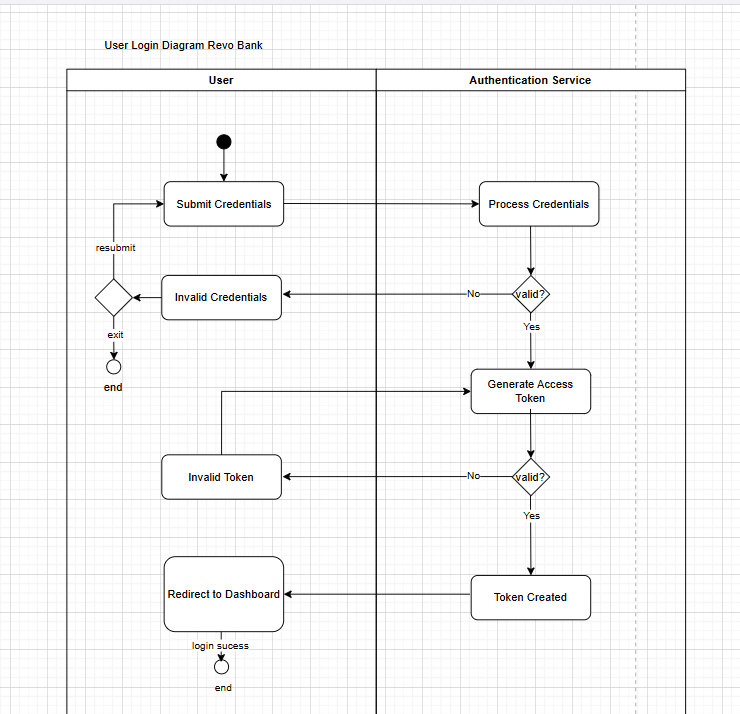 User Login Diagram Revo Bank
User
Authentication Service
Submit Credentials
Process Credentials
resubmit
Invalid Credentials
No
valid?
Yes
exit
end
Generate Access
Token
Invalid Token
No
valid?
Yes
Redirect to Dashboard
Token Created
login sucess
end